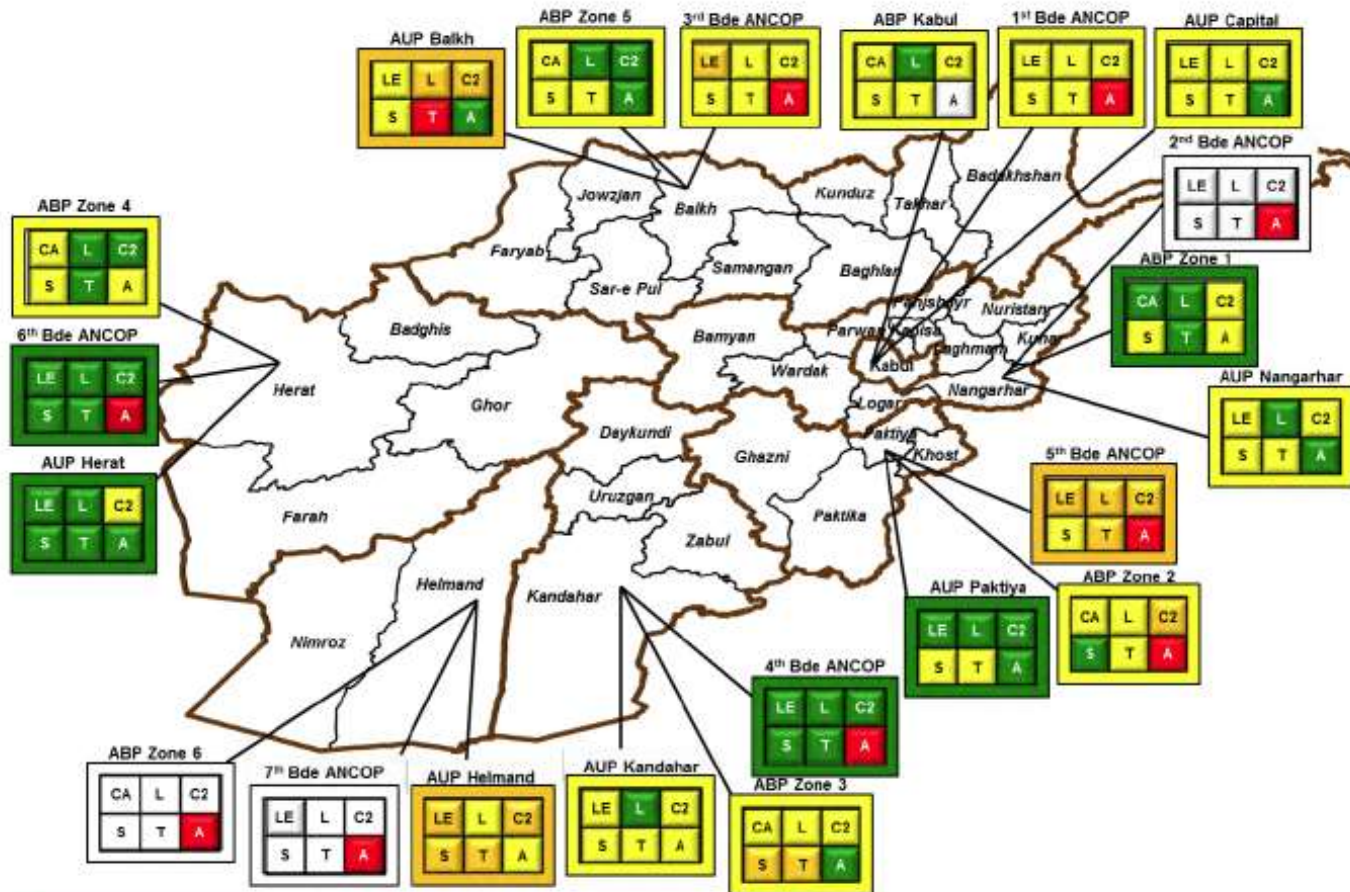 ABP Zone 5
3rd Bde ANCOP
ABP Kabul
1st Bde ANCOP
AUP Capital
AUP Balkh
CA L C2
S T A
LE L C2
S T A
CA L C2
S T A
LE L C2
S T A
LE L C2
S T A
LE L C2
S T A
2nd Bde ANCOP
LE L C2
S T A
ABP Zone 4
CA L C2
S T A
ABP Zone 1
CA L C2
S T A
6th Bde ANCOP
LE L C2
S T A
AUP Nangarhar
LE L C2
S T A
AUP Herat
LE L C2
S T A
5th Bde ANCOP
LE L C2
S T A
ABP Zone 2
CA L C2
S T A
AUP Paktiya
LE L C2
S T A
4th Bde ANCOP
LE L C2
S T A
ABP Zone 6
CA L C2
S T A
7th Bde ANCOP
LE L C2
S T A
AUP Helmand
LE L C2
S T A
AUP Kandahar
LE L C2
S T A
ABP Zone 3
CA L C2
S T A
Jowzjan
Balkh
Kunduz
Takhar
Badakhshan
Faryab
Sar-e Pul
Samangan
Baghlan
Badghis
Bamyan
Parwan
Panjshayr
Kapisa
Nuristan
Laghmam
Kunar
Kabul
Wardak
Nangarhar
Logar
Herat
Ghor
Daykundi
Ghazni
Paktiya
Khost
Uruzgan
Paktika
Farah
Zabul
Helmand
Kandahar
Nimroz